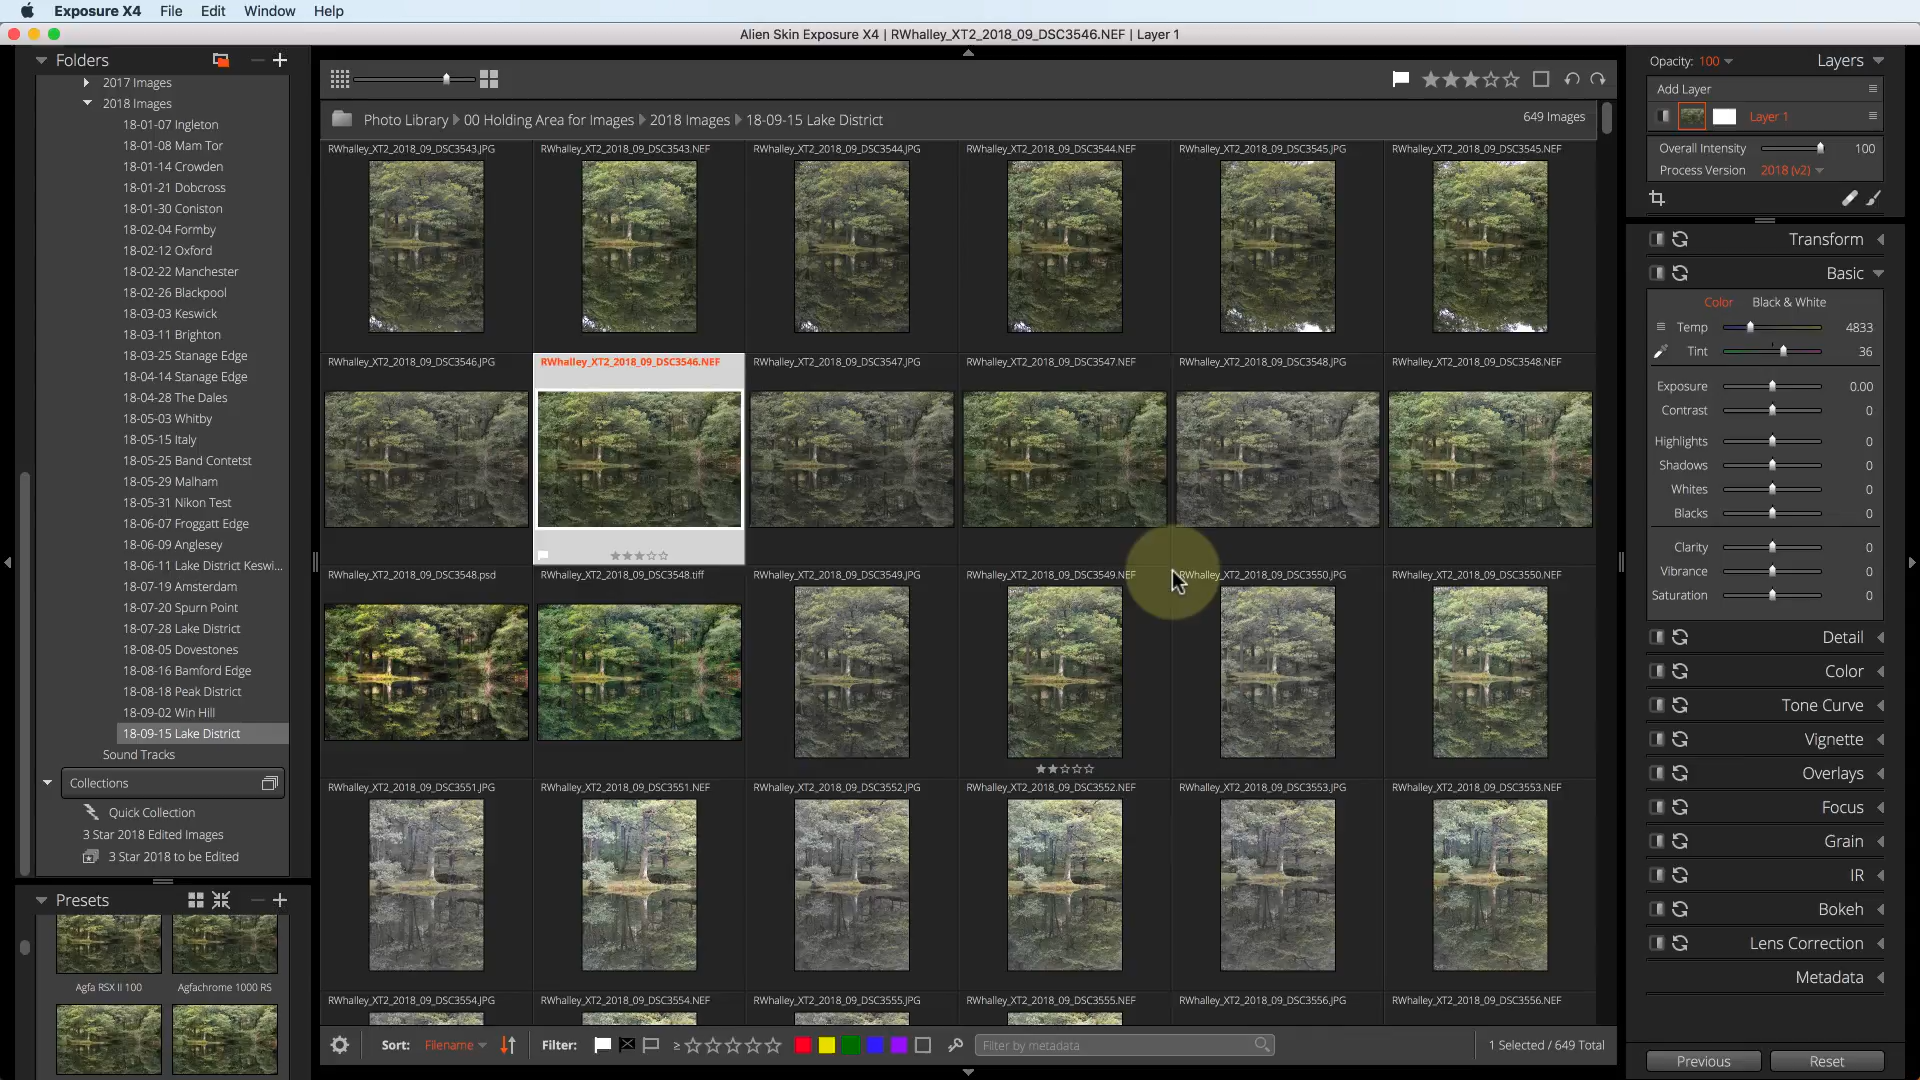 Exposure X4 File Edit Window Help
Alien Skin Exposure X4 | RWhalley_XT2_2018_09_DSC3546.NEF | Layer 1
Folders
2017 Images
2018 Images
18-01-07 Ingleton
18-01-08 Mam Tor
18-01-14 Crowden
18-01-21 Dobcross
18-01-30 Coniston
18-02-04 Formby
18-02-12 Oxford
18-02-22 Manchester
18-02-26 Blackpool
18-03-03 Keswick
18-03-11 Brighton
18-03-25 Stanage Edge
18-04-14 Stanage Edge
18-04-28 The Dales
18-05-03 Whitby
18-05-15 Italy
18-05-25 Band Contetst
18-05-29 Malham
18-05-31 Nikon Test
18-06-07 Froggatt Edge
18-06-09 Anglesey
18-06-11 Lake District Keswi...
18-07-19 Amsterdam
18-07-20 Spurn Point
18-07-28 Lake District
18-08-05 Dovestones
18-08-16 Bamford Edge
18-08-18 Peak District
18-09-02 Win Hill
18-09-15 Lake District
Sound Tracks
Collections
Quick Collection
3 Star 2018 Edited Images
3 Star 2018 to be Edited
Presets
Agfa RSX II 100
Agfachrome 1000 RS
Photo Library 00 Holding Area for Images 2018 Images 18-09-15 Lake District
649 Images
RWhalley_XT2_2018_09_DSC3543.JPG
RWhalley_XT2_2018_09_DSC3543.NEF
RWhalley_XT2_2018_09_DSC3544.JPG
RWhalley_XT2_2018_09_DSC3544.NEF
RWhalley_XT2_2018_09_DSC3545.JPG
RWhalley_XT2_2018_09_DSC3545.NEF
RWhalley_XT2_2018_09_DSC3546.JPG
RWhalley_XT2_2018_09_DSC3546.NEF
RWhalley_XT2_2018_09_DSC3547.JPG
RWhalley_XT2_2018_09_DSC3547.NEF
RWhalley_XT2_2018_09_DSC3548.JPG
RWhalley_XT2_2018_09_DSC3548.NEF
RWhalley_XT2_2018_09_DSC3548.psd
RWhalley_XT2_2018_09_DSC3548.tiff
RWhalley_XT2_2018_09_DSC3549.JPG
RWhalley_XT2_2018_09_DSC3549.NEF
RWhalley_XT2_2018_09_DSC3550.JPG
RWhalley_XT2_2018_09_DSC3550.NEF
RWhalley_XT2_2018_09_DSC3551.JPG
RWhalley_XT2_2018_09_DSC3551.NEF
RWhalley_XT2_2018_09_DSC3552.JPG
RWhalley_XT2_2018_09_DSC3552.NEF
RWhalley_XT2_2018_09_DSC3553.JPG
RWhalley_XT2_2018_09_DSC3553.NEF
RWhalley_XT2_2018_09_DSC3554.JPG
RWhalley_XT2_2018_09_DSC3554.NEF
RWhalley_XT2_2018_09_DSC3555.JPG
RWhalley_XT2_2018_09_DSC3555.NEF
RWhalley_XT2_2018_09_DSC3556.JPG
RWhalley_XT2_2018_09_DSC3556.NEF
Sort: Filename Filter: ≥ Filter by metadata 1 Selected / 649 Total
Opacity: 100 Layers
Add Layer
Layer 1
Overall Intensity 100
Process Version 2018 (v2)
Transform
Basic
Color Black & White
Temp 4833
Tint 36
Exposure 0.00
Contrast 0
Highlights 0
Shadows 0
Whites 0
Blacks 0
Clarity 0
Vibrance 0
Saturation 0
Detail
Color
Tone Curve
Vignette
Overlays
Focus
Grain
IR
Bokeh
Lens Correction
Metadata
Previous Reset